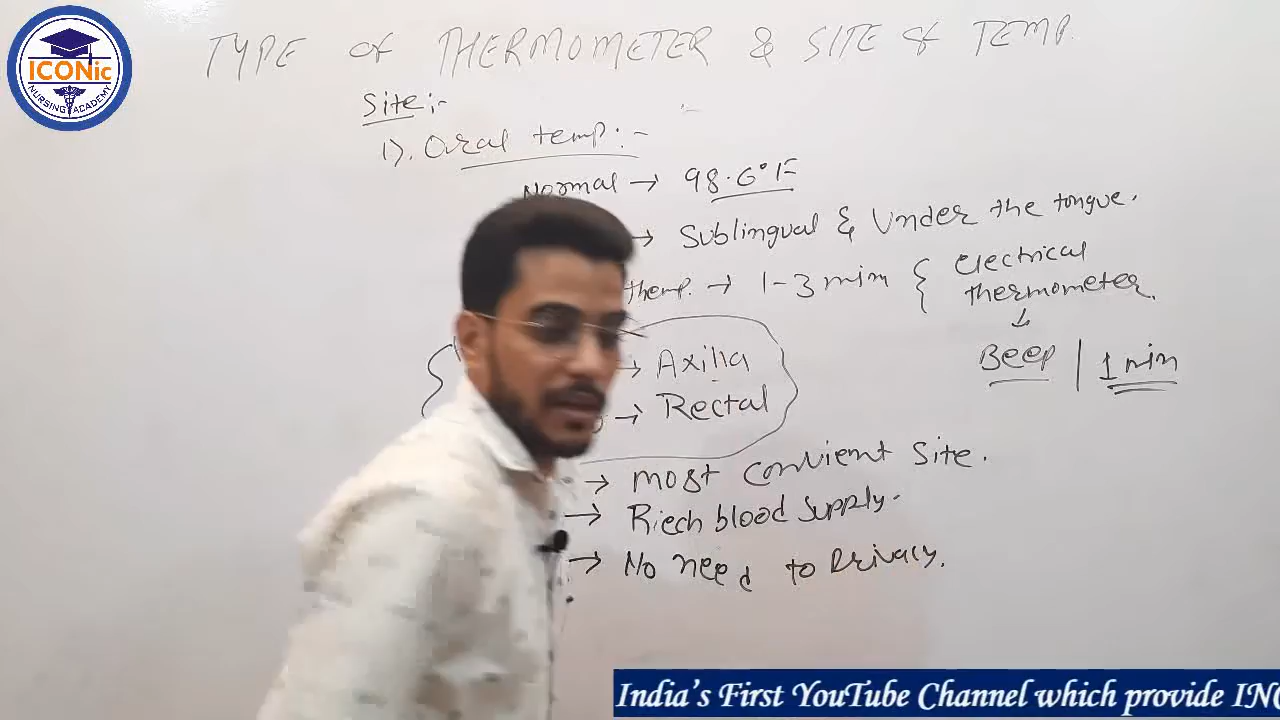 ICONic
NURSING ACADEMY
TYPE of THERMOMETER & SITE of TEMP.
Site :-
1). Oral temp :-
Normal → 98.6°F
→ Sublingual & Under the tongue.
themp. → 1-3 min { Electrical thermometer.
↓
Beep | 1 min
→ Axilla
→ Rectal
→ most Convient Site.
→ Riech blood Supply.
→ No need to Privacy.
India's First YouTube Channel which provide INC